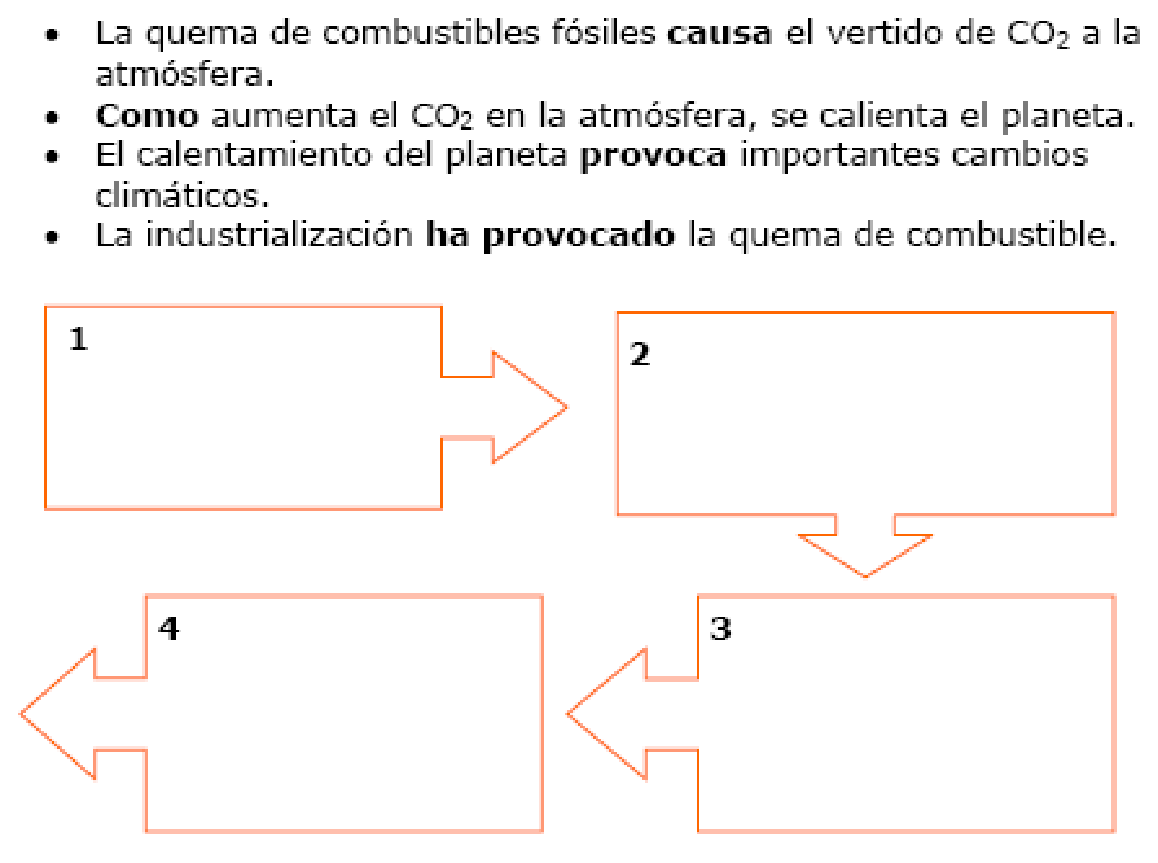 • La quema de combustibles fósiles causa el vertido de CO₂ a la
atmósfera.
• Como aumenta el CO₂ en la atmósfera, se calienta el planeta.
• El calentamiento del planeta provoca importantes cambios
climáticos.
• La industrialización ha provocado la quema de combustible.
1
2
4
3